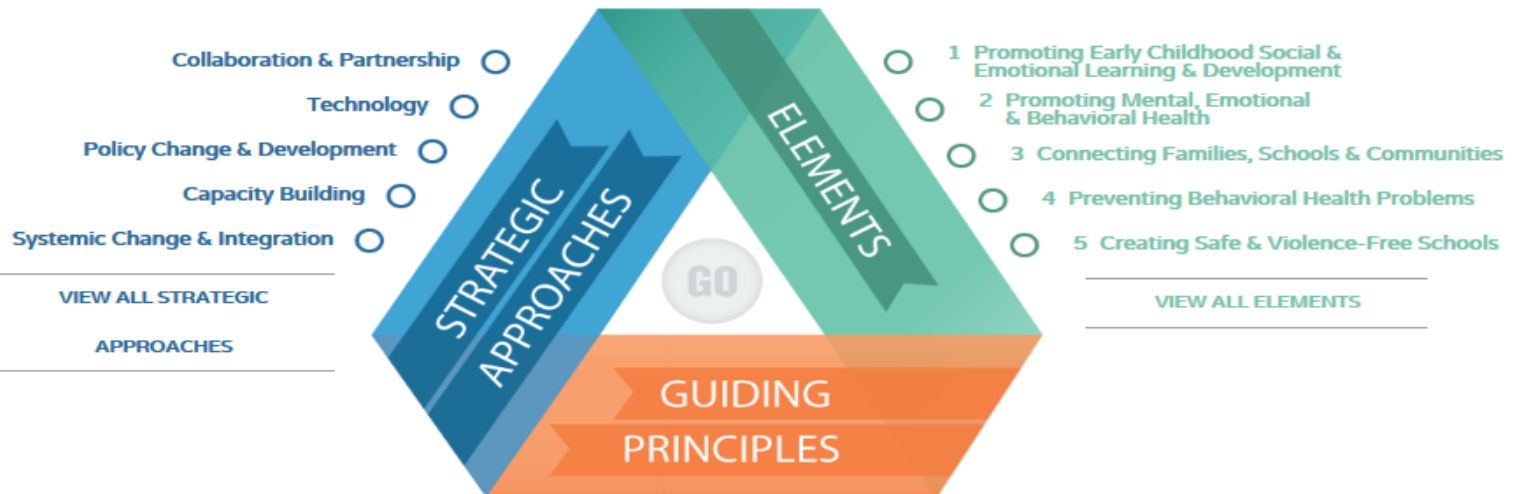 Collaboration & Partnership
Technology
Policy Change & Development
Capacity Building
Systemic Change & Integration
VIEW ALL STRATEGIC
APPROACHES
STRATEGIC
APPROACHES
ELEMENTS
GO
GUIDING
PRINCIPLES
1 Promoting Early Childhood Social &
Emotional Learning & Development
2 Promoting Mental, Emotional
& Behavioral Health
3 Connecting Families, Schools & Communities
4 Preventing Behavioral Health Problems
5 Creating Safe & Violence-Free Schools
VIEW ALL ELEMENTS